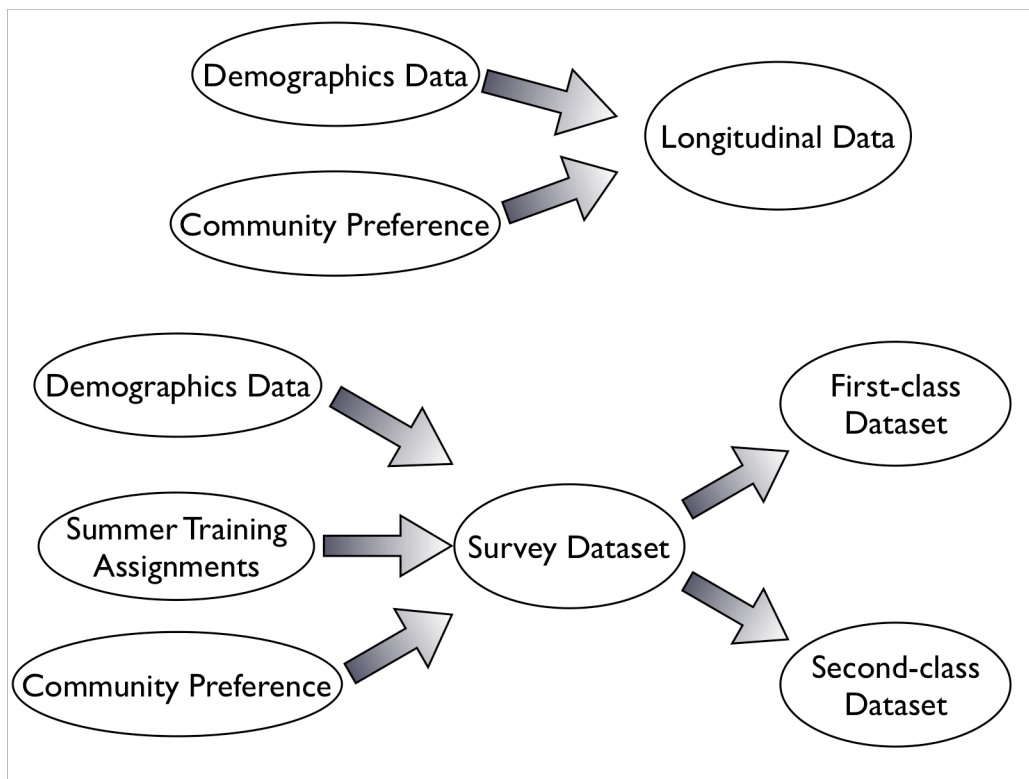 Demographics Data
Longitudinal Data
Community Preference
Demographics Data
First-class
Dataset
Summer Training
Assignments
Survey Dataset
Community Preference
Second-class
Dataset